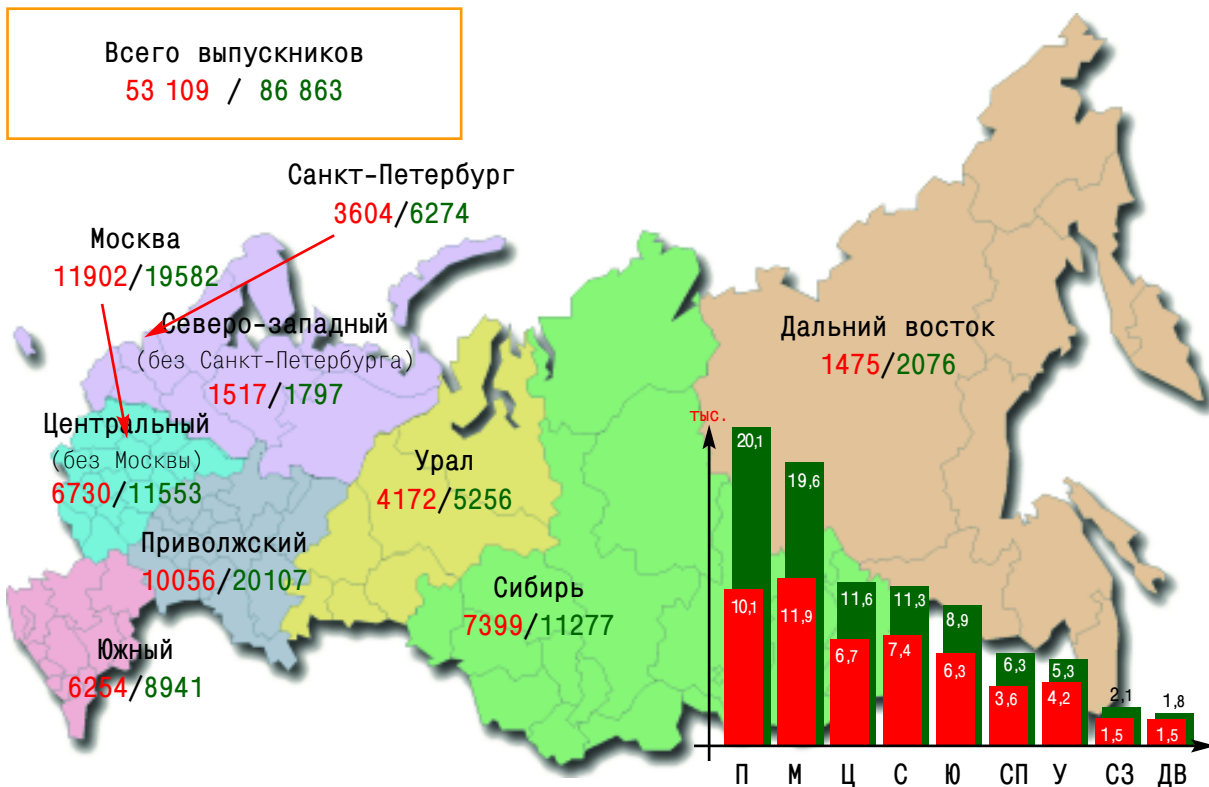 Всего выпускников
53 109 / 86 863
Санкт-Петербург
3604/6274
Москва
11902/19582
Северо-западный
(без Санкт-Петербурга)
1517/1797
Дальний восток
1475/2076
Центральный
(без Москвы)
6730/11553
Урал
4172/5256
Приволжский
10056/20107
Сибирь
7399/11277
Южный
6254/8941
тыс.
20,1
19,6
11,6
11,3
8,9
6,3
5,3
2,1
1,8
10,1
11,9
6,7
7,4
6,3
3,6
4,2
1,5
1,5
П М Ц С Ю СП У СЗ ДВ